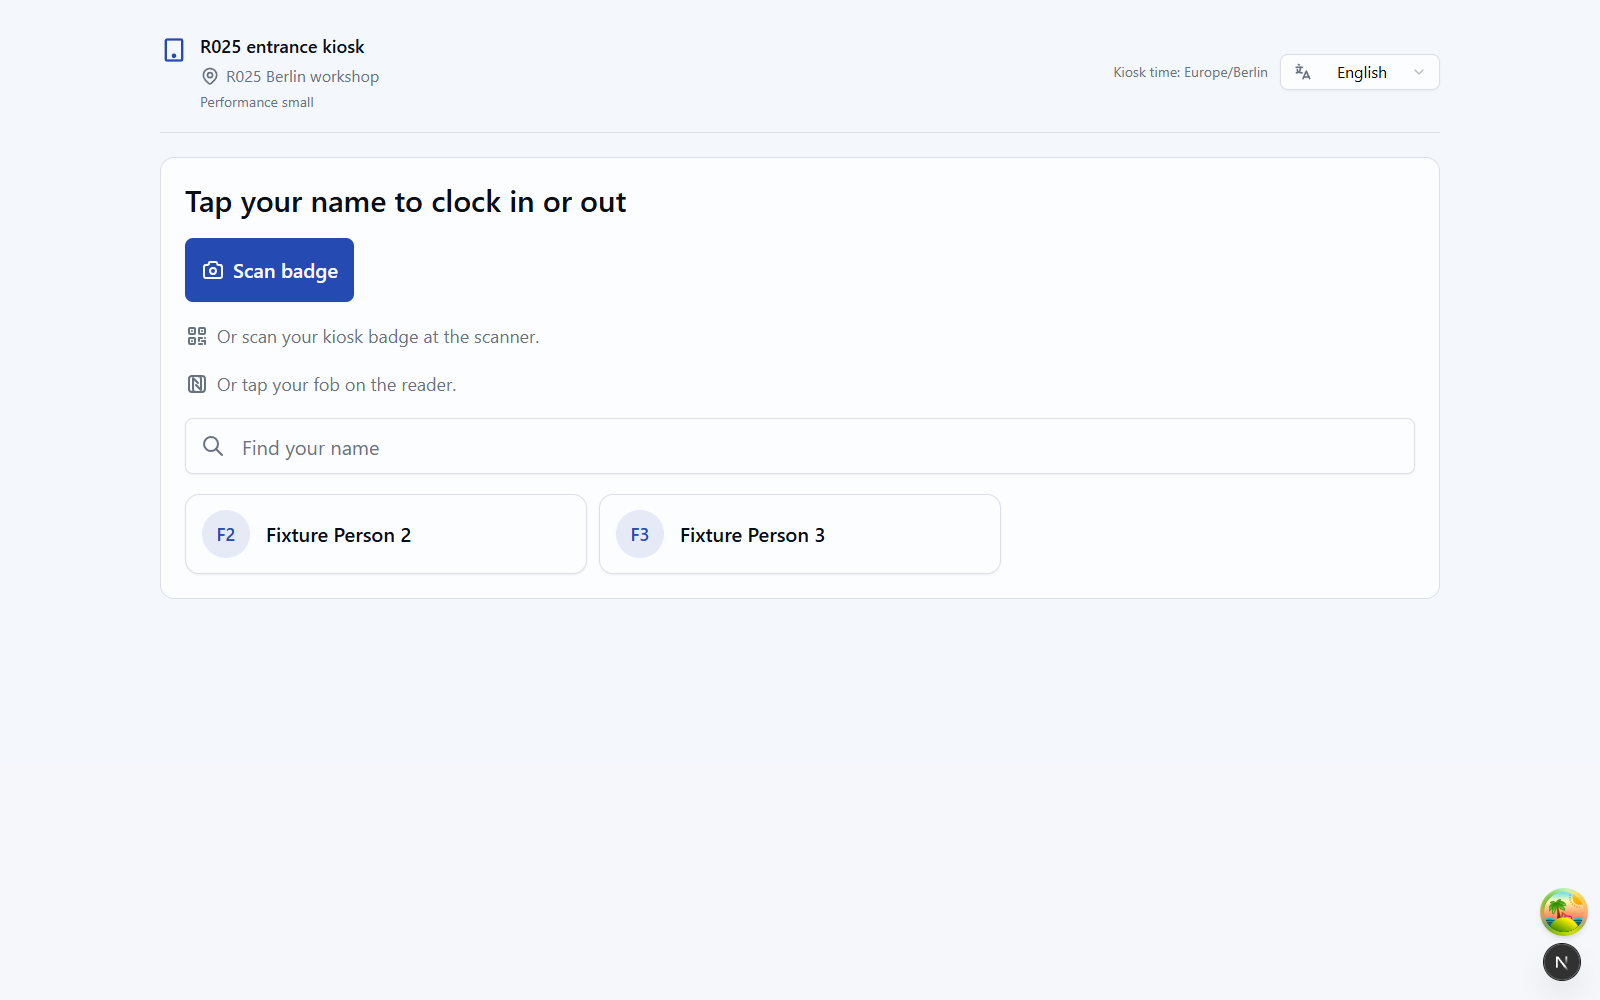 R025 entrance kiosk
R025 Berlin workshop
Performance small
Kiosk time: Europe/Berlin
English
Tap your name to clock in or out
Scan badge
Or scan your kiosk badge at the scanner.
Or tap your fob on the reader.
Find your name
F2
Fixture Person 2
F3
Fixture Person 3
N